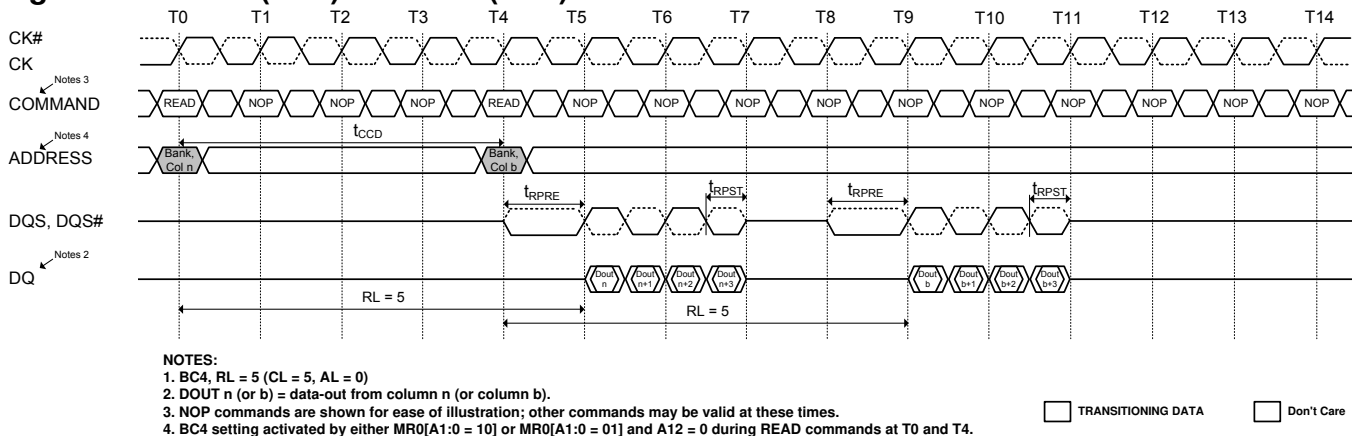 T0 T1 T2 T3 T4 T5 T6 T7 T8 T9 T10 T11 T12 T13 T14
CK#
CK
Notes 3
COMMAND READ NOP NOP NOP READ NOP NOP NOP NOP NOP NOP NOP NOP NOP NOP
tCCD
Notes 4
ADDRESS Bank, Col n Bank, Col b
tRPRE tRPST tRPRE tRPST
DQS, DQS#
Notes 2
DQ Dout n Dout n+1 Dout n+2 Dout n+3 Dout b Dout b+1 Dout b+2 Dout b+3
RL = 5 RL = 5
NOTES:
1. BC4, RL = 5 (CL = 5, AL = 0)
2. DOUT n (or b) = data-out from column n (or column b).
3. NOP commands are shown for ease of illustration; other commands may be valid at these times.
4. BC4 setting activated by either MR0[A1:0 = 10] or MR0[A1:0 = 01] and A12 = 0 during READ commands at T0 and T4.
TRANSITIONING DATA Don't Care